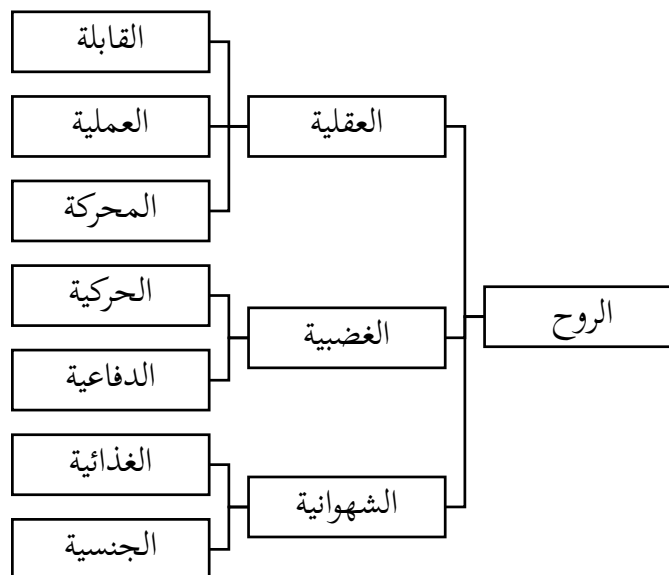 الروح
العقلية
القابلة
العملية
المحركة
الغضبية
الحركية
الدفاعية
الشهوانية
الغذائية
الجنسية